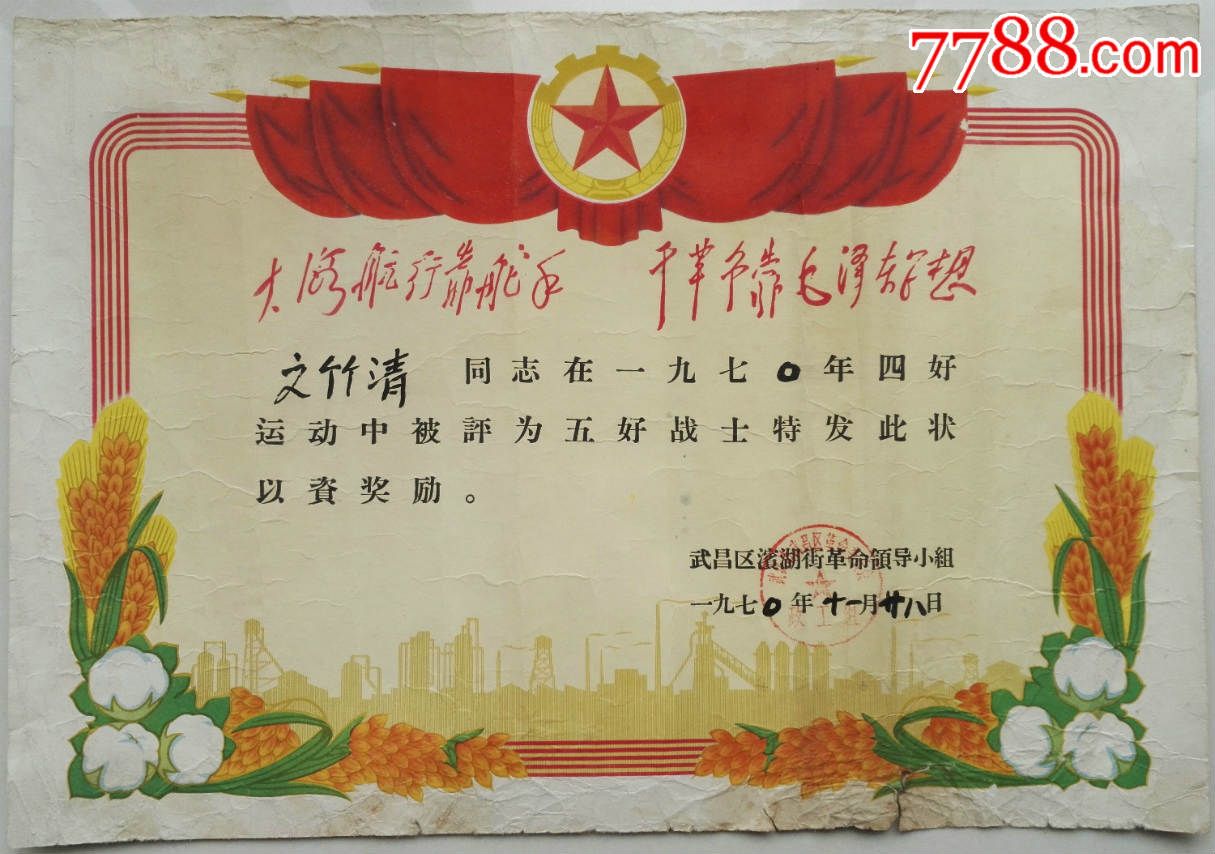 7788.com
大海航行靠舵手 干革命靠毛泽东思想
文竹清 同志在一九七〇年四好
运动中被評为五好战士特发此状
以資奖励。
武昌区濱湖街革命領导小組
一九七〇年十一月廿八日
政工组